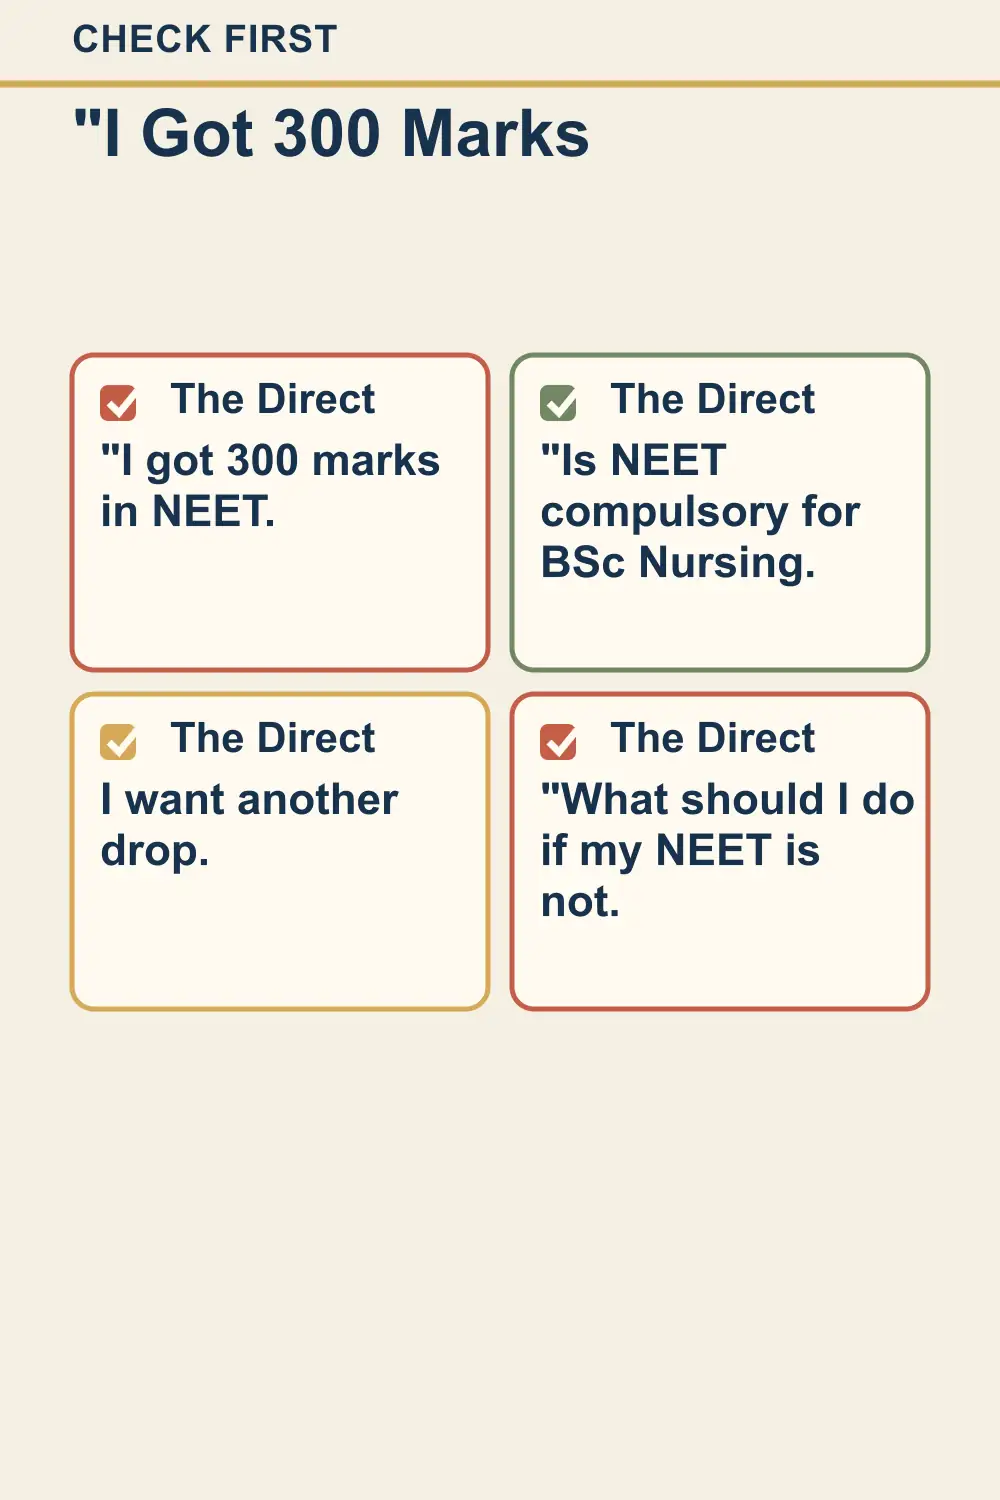 CHECK FIRST
"I Got 300 Marks
The Direct
"I got 300 marks
in NEET.
The Direct
"Is NEET
compulsory for
BSc Nursing.
The Direct
I want another
drop.
The Direct
"What should I do
if my NEET is
not.